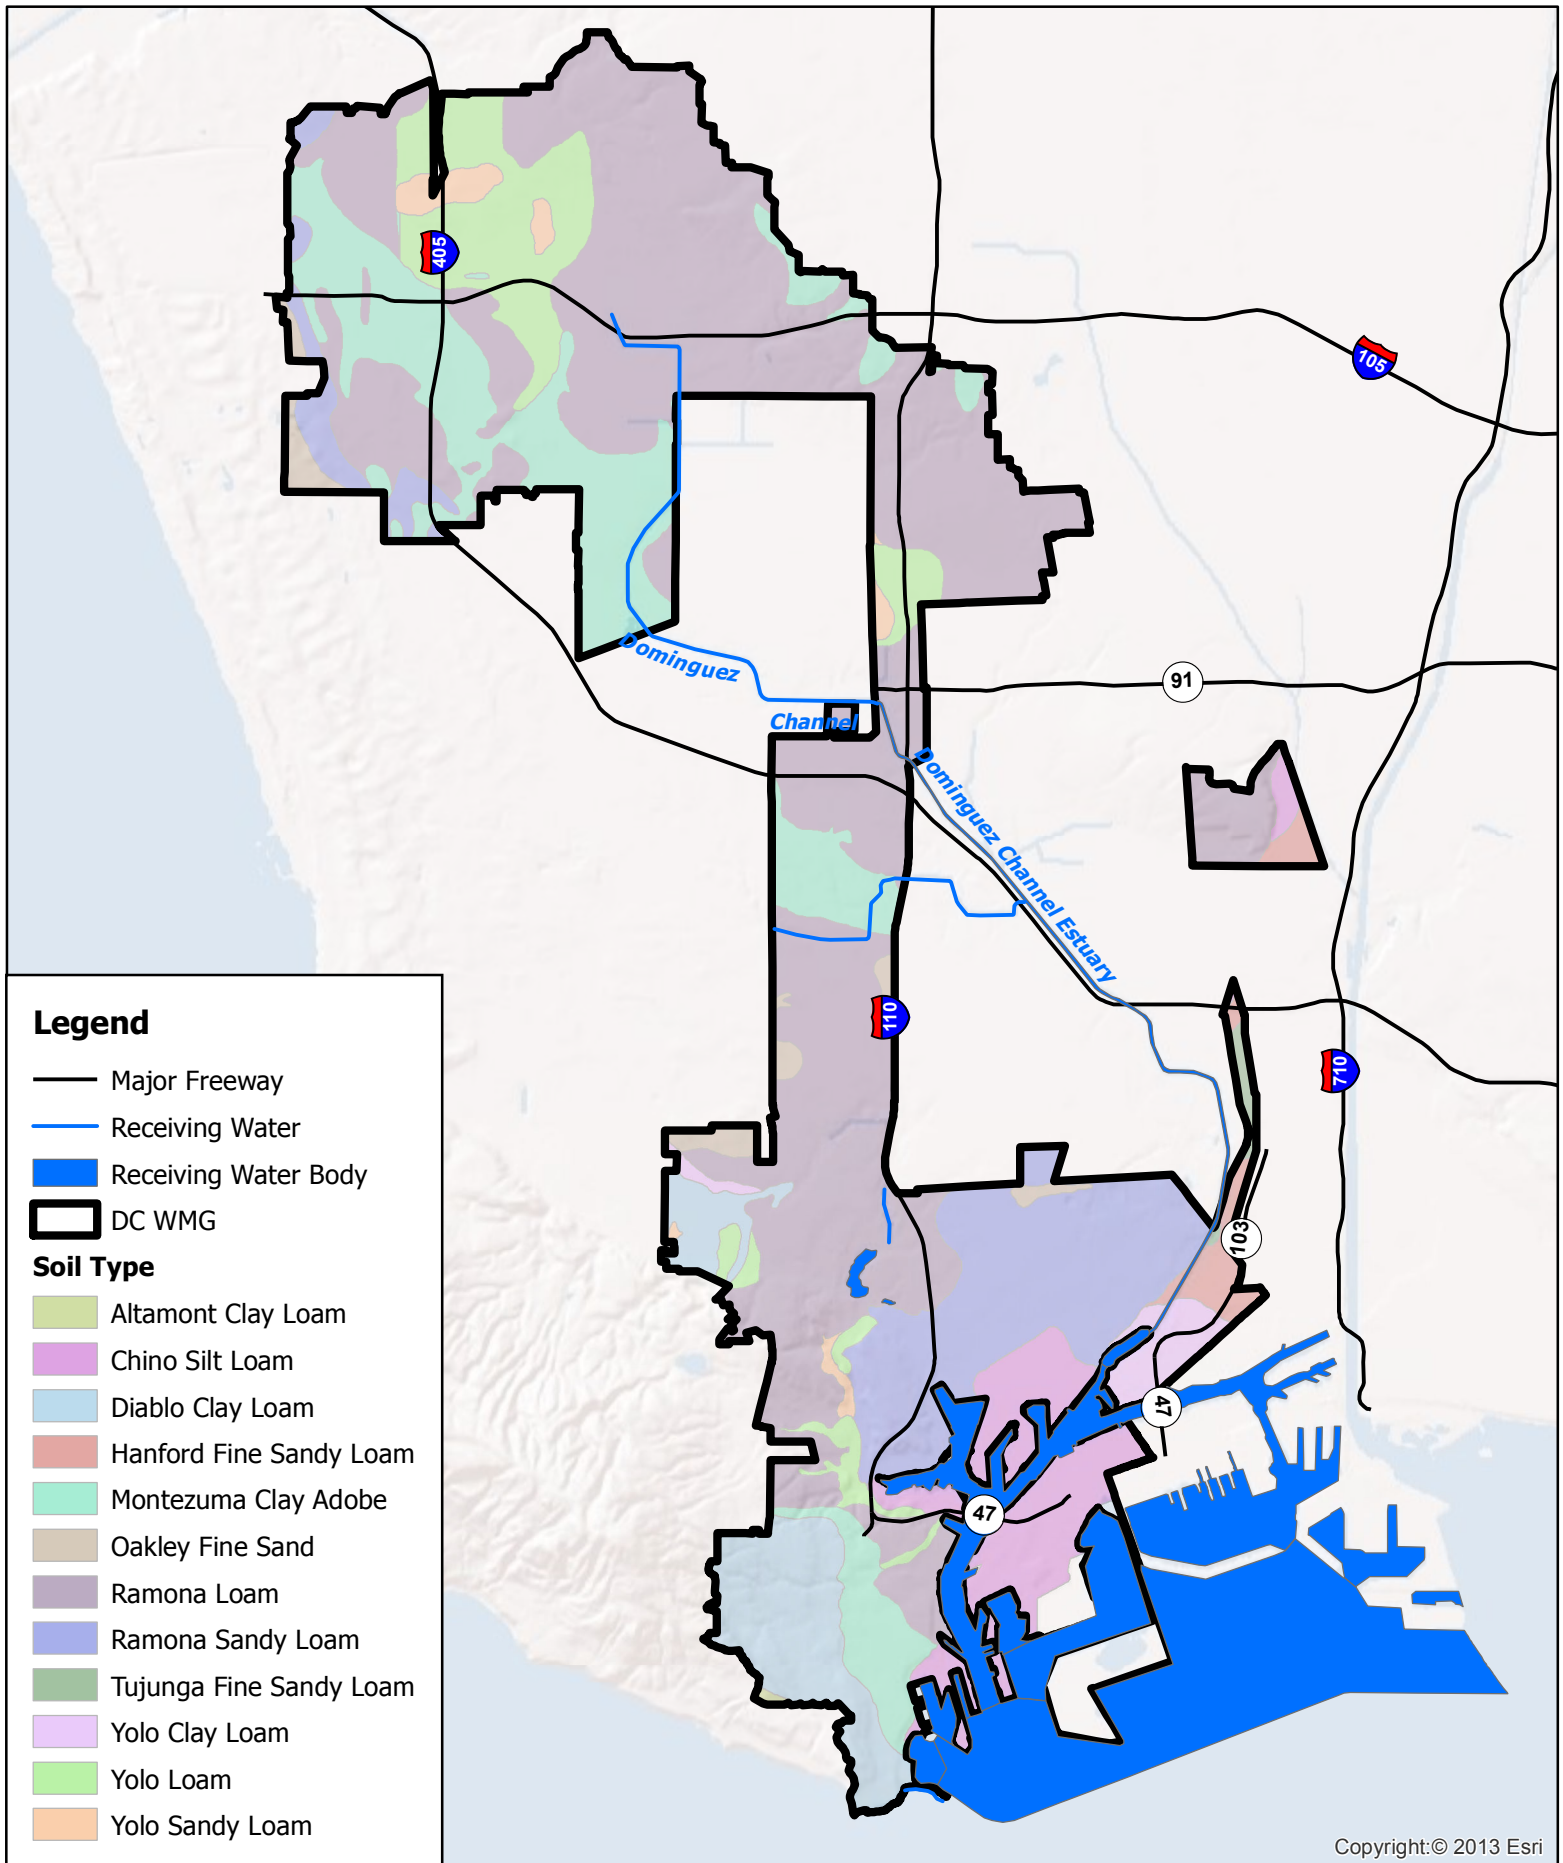 405
105
Dominguez
91
Channel
Dominguez Channel Estuary
110
710
103
47
47
Legend
Major Freeway
Receiving Water
Receiving Water Body
DC WMG
Soil Type
Altamont Clay Loam
Chino Silt Loam
Diablo Clay Loam
Hanford Fine Sandy Loam
Montezuma Clay Adobe
Oakley Fine Sand
Ramona Loam
Ramona Sandy Loam
Tujunga Fine Sandy Loam
Yolo Clay Loam
Yolo Loam
Yolo Sandy Loam
Copyright:© 2013 Esri